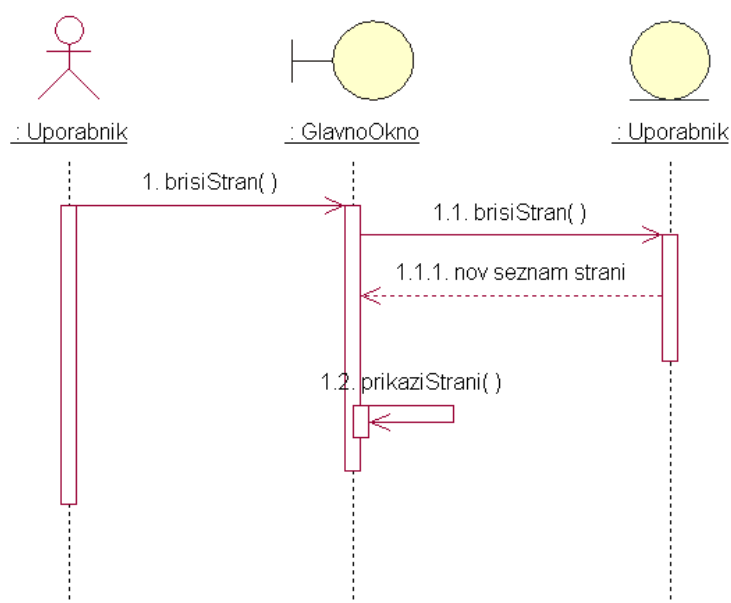 : Uporabnik
: GlavnoOkno
: Uporabnik
1. brisiStran( )
1.1. brisiStran( )
1.1.1. nov seznam strani
1.2. prikaziStrani( )